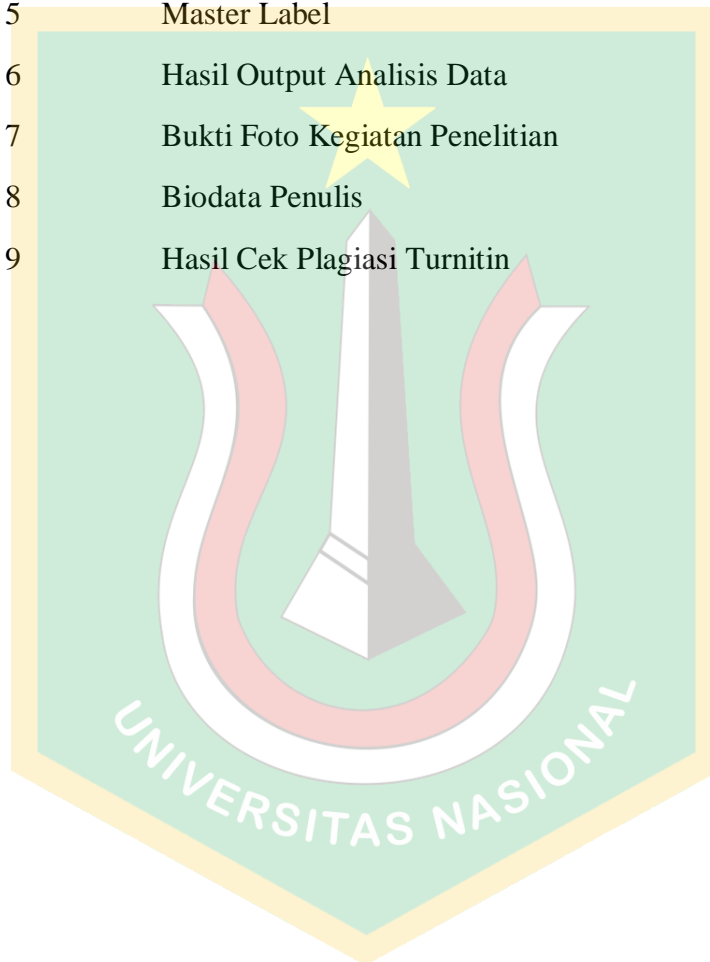 5 Master Label
6 Hasil Output Analisis Data
7 Bukti Foto Kegiatan Penelitian
8 Biodata Penulis
9 Hasil Cek Plagiasi Turnitin
UNIVERSITAS NASIONAL